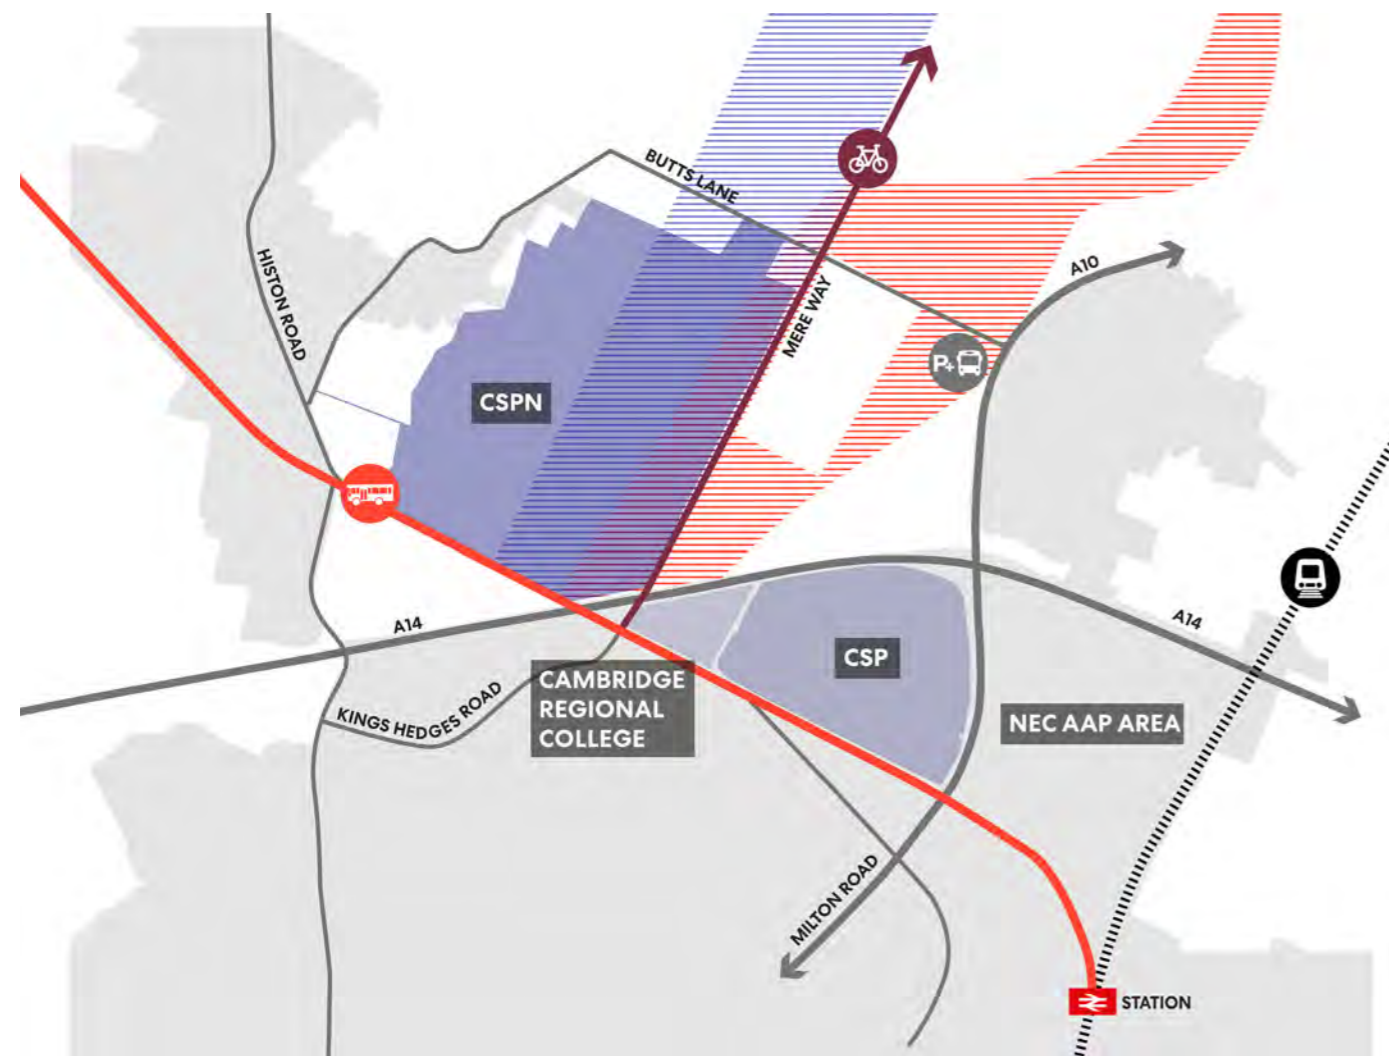 BUTTS LANE
HISTON ROAD
A10
MERE WAY
P+
CSPN
A14
A14
CSP
KINGS HEDGES ROAD
CAMBRIDGE
REGIONAL
COLLEGE
NEC AAP AREA
MILTON ROAD
STATION